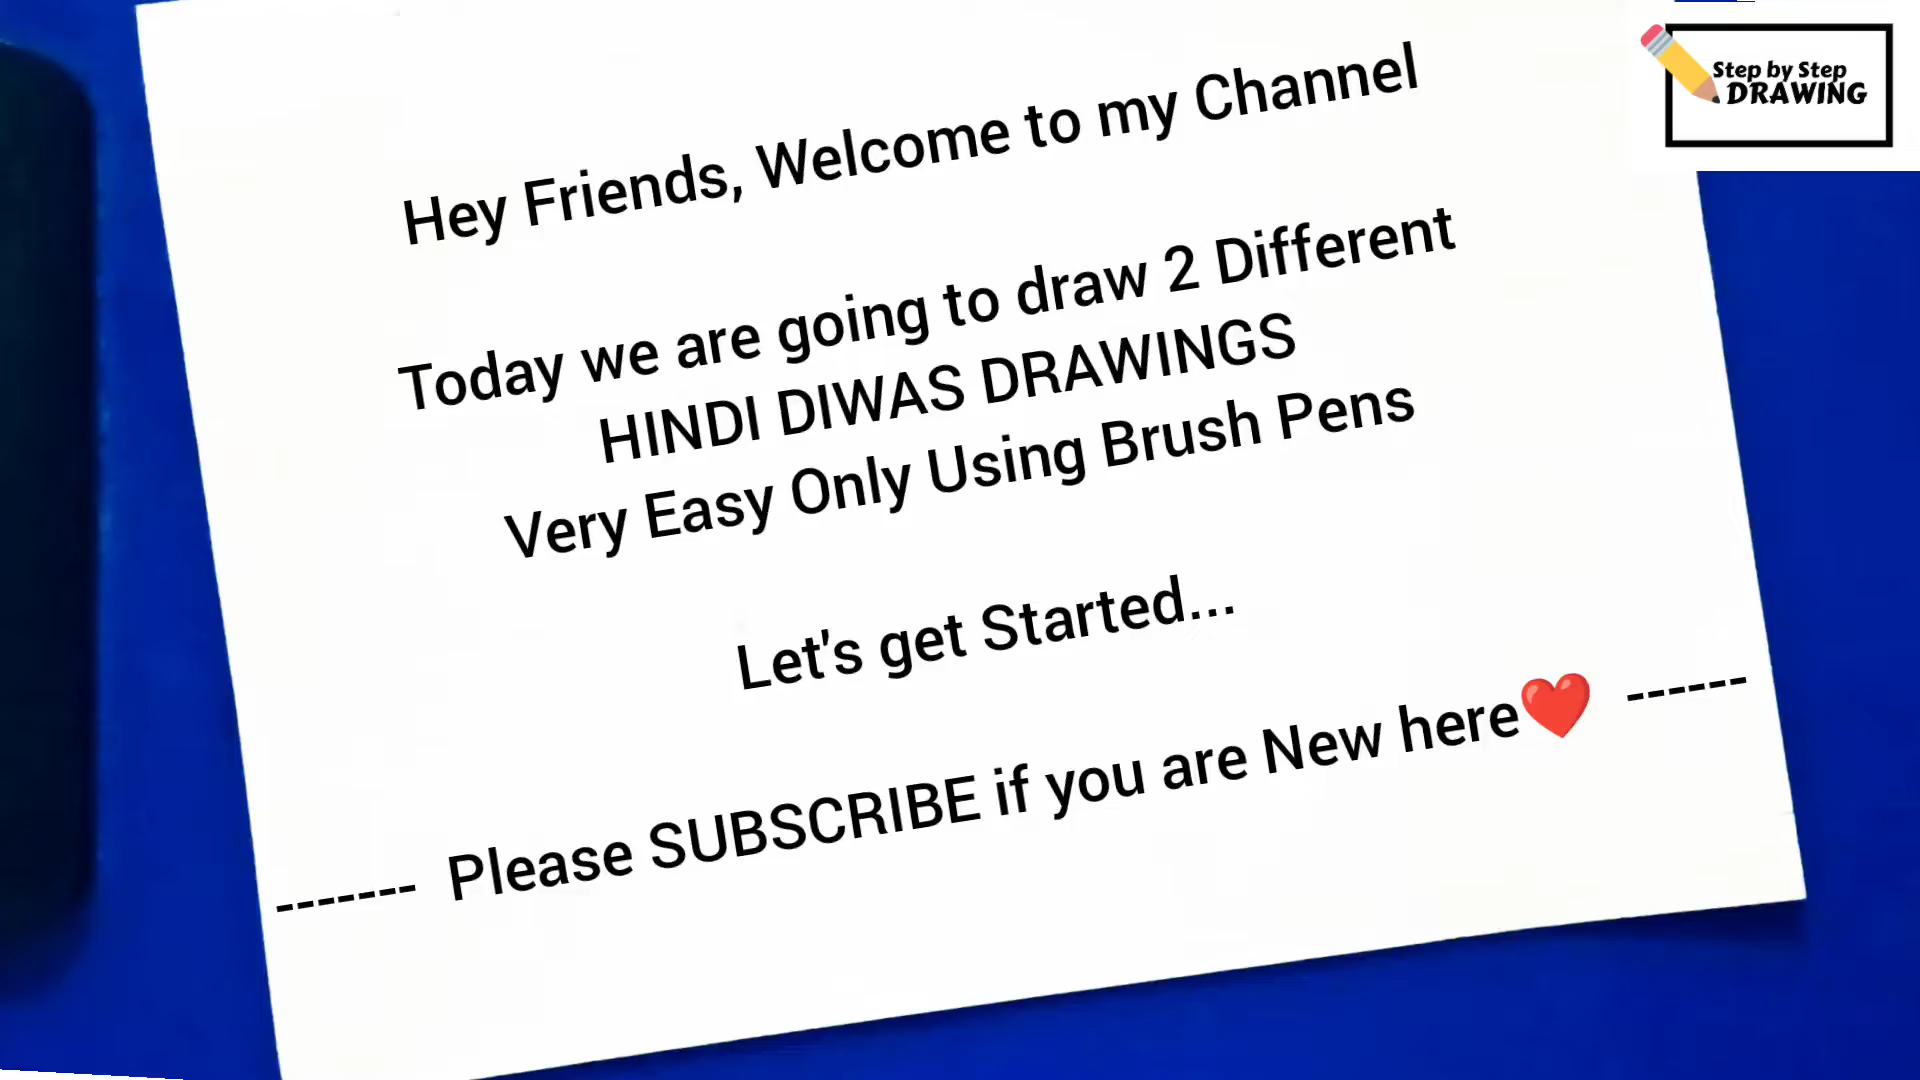 Step by Step
DRAWING
Hey Friends, Welcome to my Channel
Today we are going to draw 2 Different
HINDI DIWAS DRAWINGS
Very Easy Only Using Brush Pens
Let's get Started...
------- Please SUBSCRIBE if you are New here❤️ ------